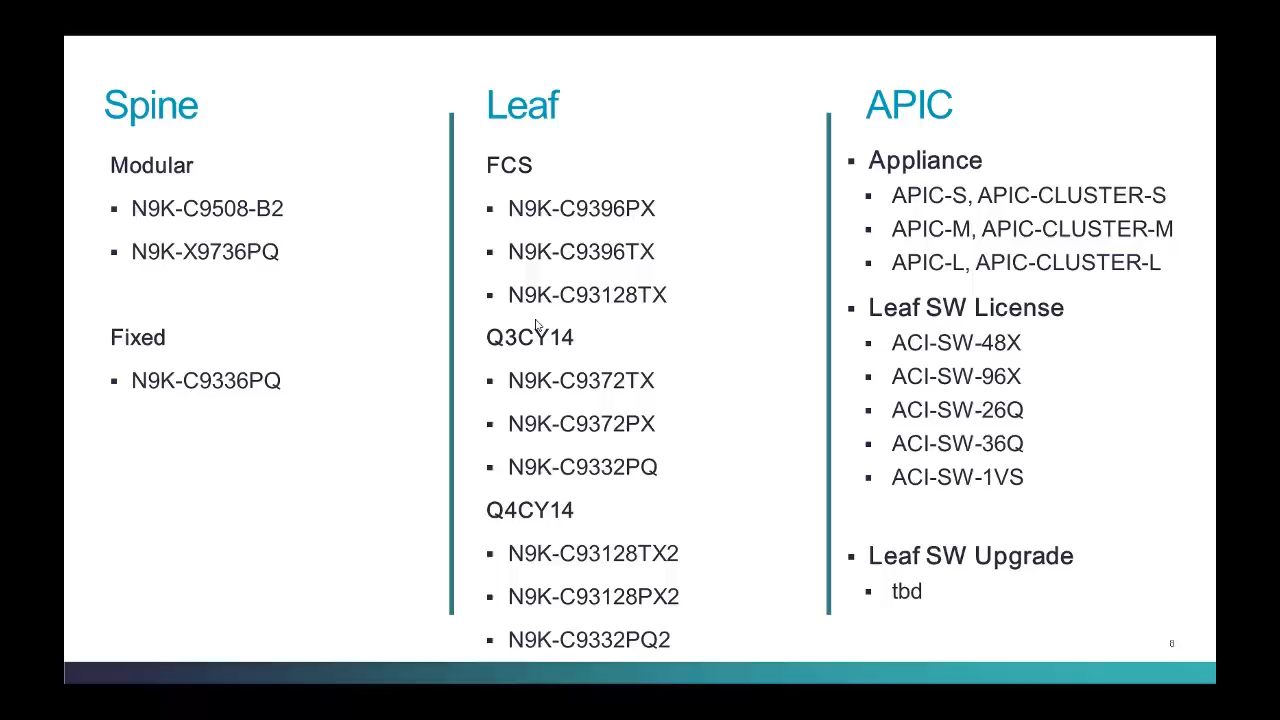 Spine
Modular
▪ N9K-C9508-B2
▪ N9K-X9736PQ
Fixed
▪ N9K-C9336PQ
Leaf
FCS
▪ N9K-C9396PX
▪ N9K-C9396TX
▪ N9K-C93128TX
Q3CY14
▪ N9K-C9372TX
▪ N9K-C9372PX
▪ N9K-C9332PQ
Q4CY14
▪ N9K-C93128TX2
▪ N9K-C93128PX2
▪ N9K-C9332PQ2
APIC
▪ Appliance
▪ APIC-S, APIC-CLUSTER-S
▪ APIC-M, APIC-CLUSTER-M
▪ APIC-L, APIC-CLUSTER-L
▪ Leaf SW License
▪ ACI-SW-48X
▪ ACI-SW-96X
▪ ACI-SW-26Q
▪ ACI-SW-36Q
▪ ACI-SW-1VS
▪ Leaf SW Upgrade
▪ tbd